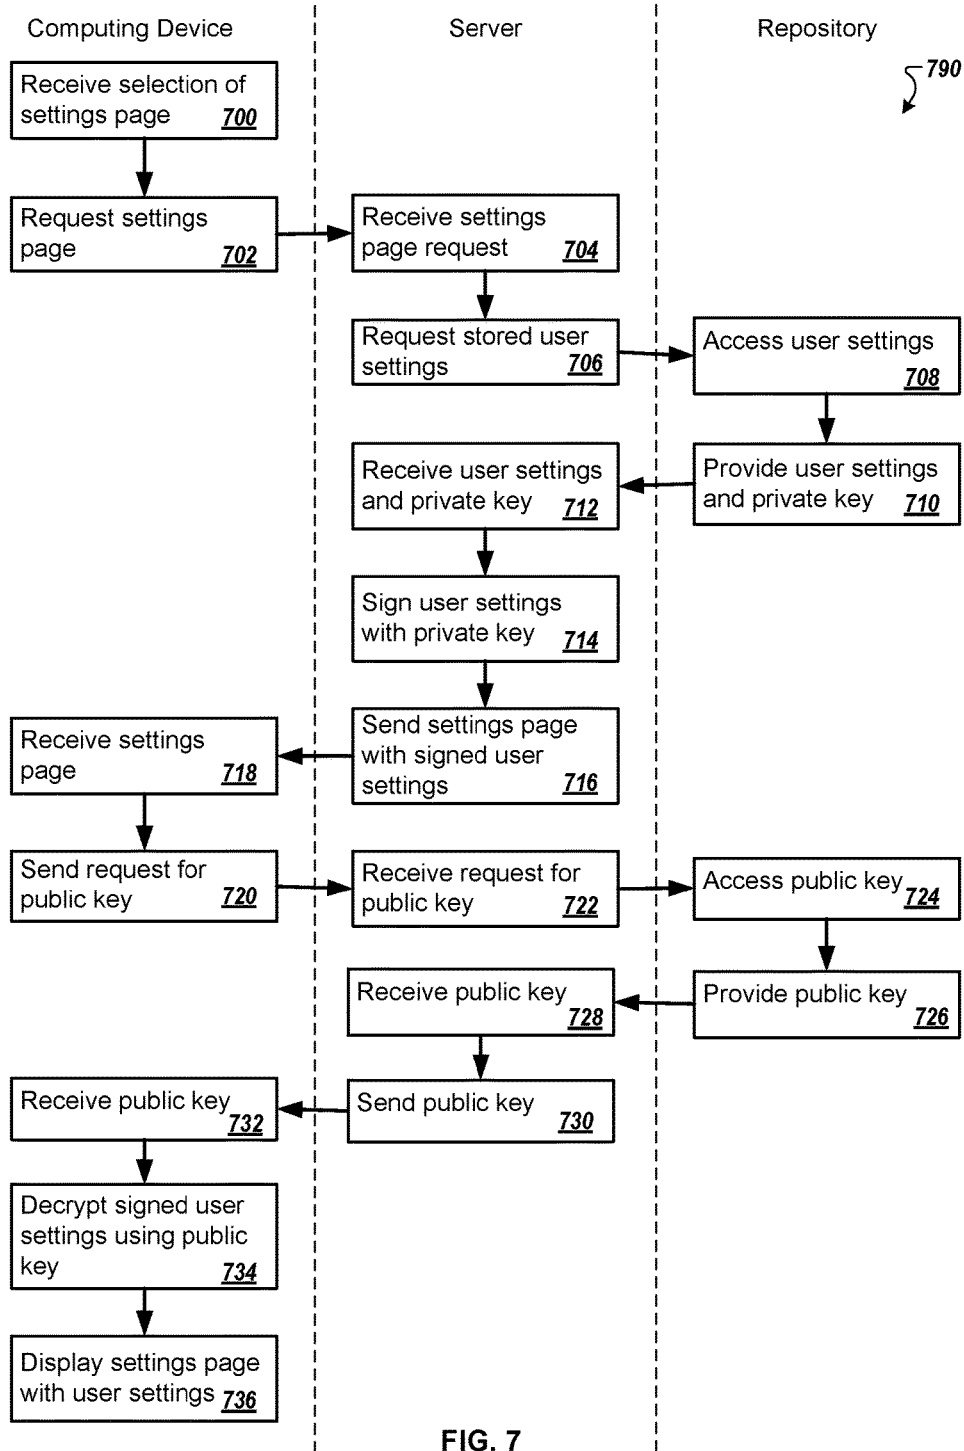 Computing Device
Server
Repository
790
Receive selection of
settings page 700
Request settings
page 702
Receive settings
page request 704
Request stored user
settings 706
Access user settings
708
Provide user settings
and private key 710
Receive user settings
and private key 712
Sign user settings
with private key 714
Send settings page
with signed user
settings 716
Receive settings
page 718
Send request for
public key 720
Receive request for
public key 722
Access public key 724
Provide public key 726
Receive public key 728
Send public key 730
Receive public key 732
Decrypt signed user
settings using public
key 734
Display settings page
with user settings 736
FIG. 7